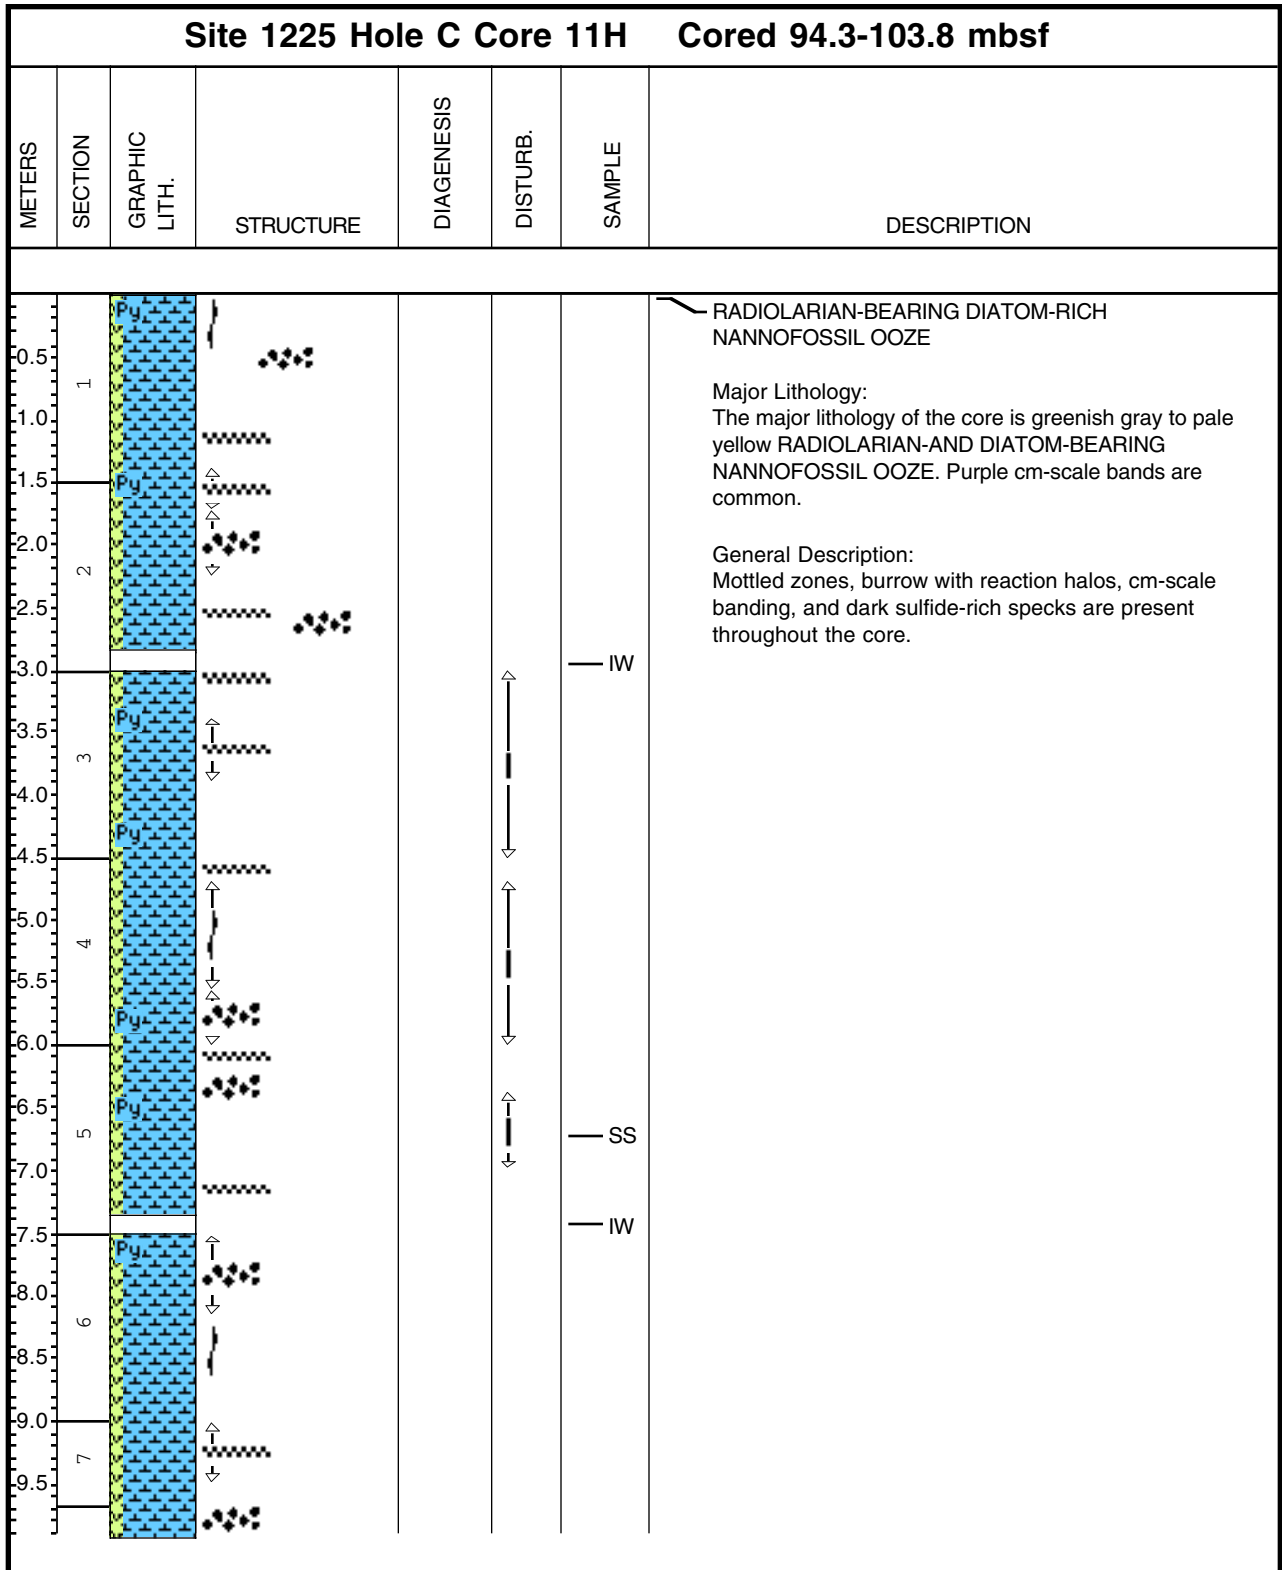 Site 1225 Hole C Core 11H Cored 94.3-103.8 mbsf
METERS
SECTION
GRAPHIC
LITH.
STRUCTURE
DIAGENESIS
DISTURB.
SAMPLE
DESCRIPTION
RADIOLARIAN-BEARING DIATOM-RICH
NANNOFOSSIL OOZE
Major Lithology:
The major lithology of the core is greenish gray to pale
yellow RADIOLARIAN-AND DIATOM-BEARING
NANNOFOSSIL OOZE. Purple cm-scale bands are
common.
General Description:
Mottled zones, burrow with reaction halos, cm-scale
banding, and dark sulfide-rich specks are present
throughout the core.
0.5
1.0
1.5
2.0
2.5
3.0
3.5
4.0
4.5
5.0
5.5
6.0
6.5
7.0
7.5
8.0
8.5
9.0
9.5
1
2
3
4
5
6
7
Py
Py
Py
Py
Py
Py
Py
IW
SS
IW